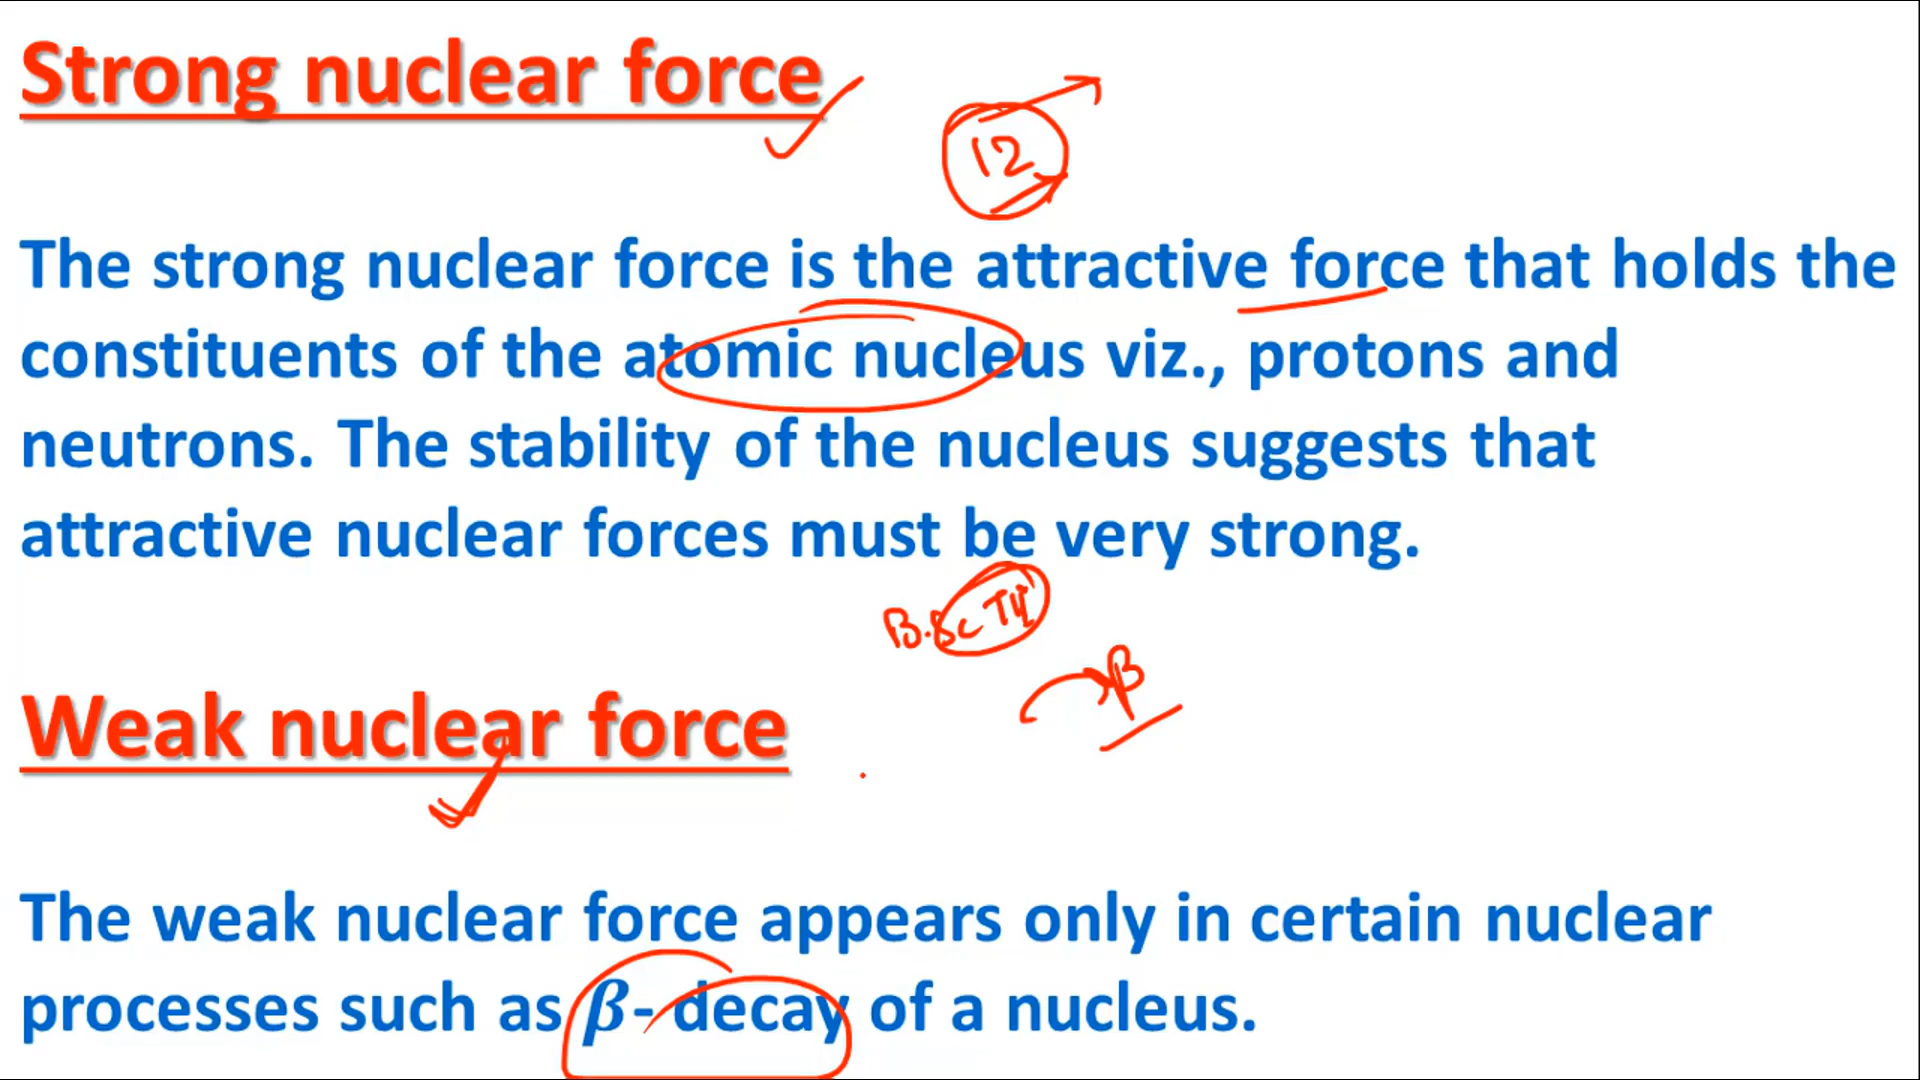 Strong nuclear force
12
The strong nuclear force is the attractive force that holds the
constituents of the atomic nucleus viz., protons and
neutrons. The stability of the nucleus suggests that
attractive nuclear forces must be very strong.
B.Sc TY
β
Weak nuclear force
The weak nuclear force appears only in certain nuclear
processes such as β- decay of a nucleus.